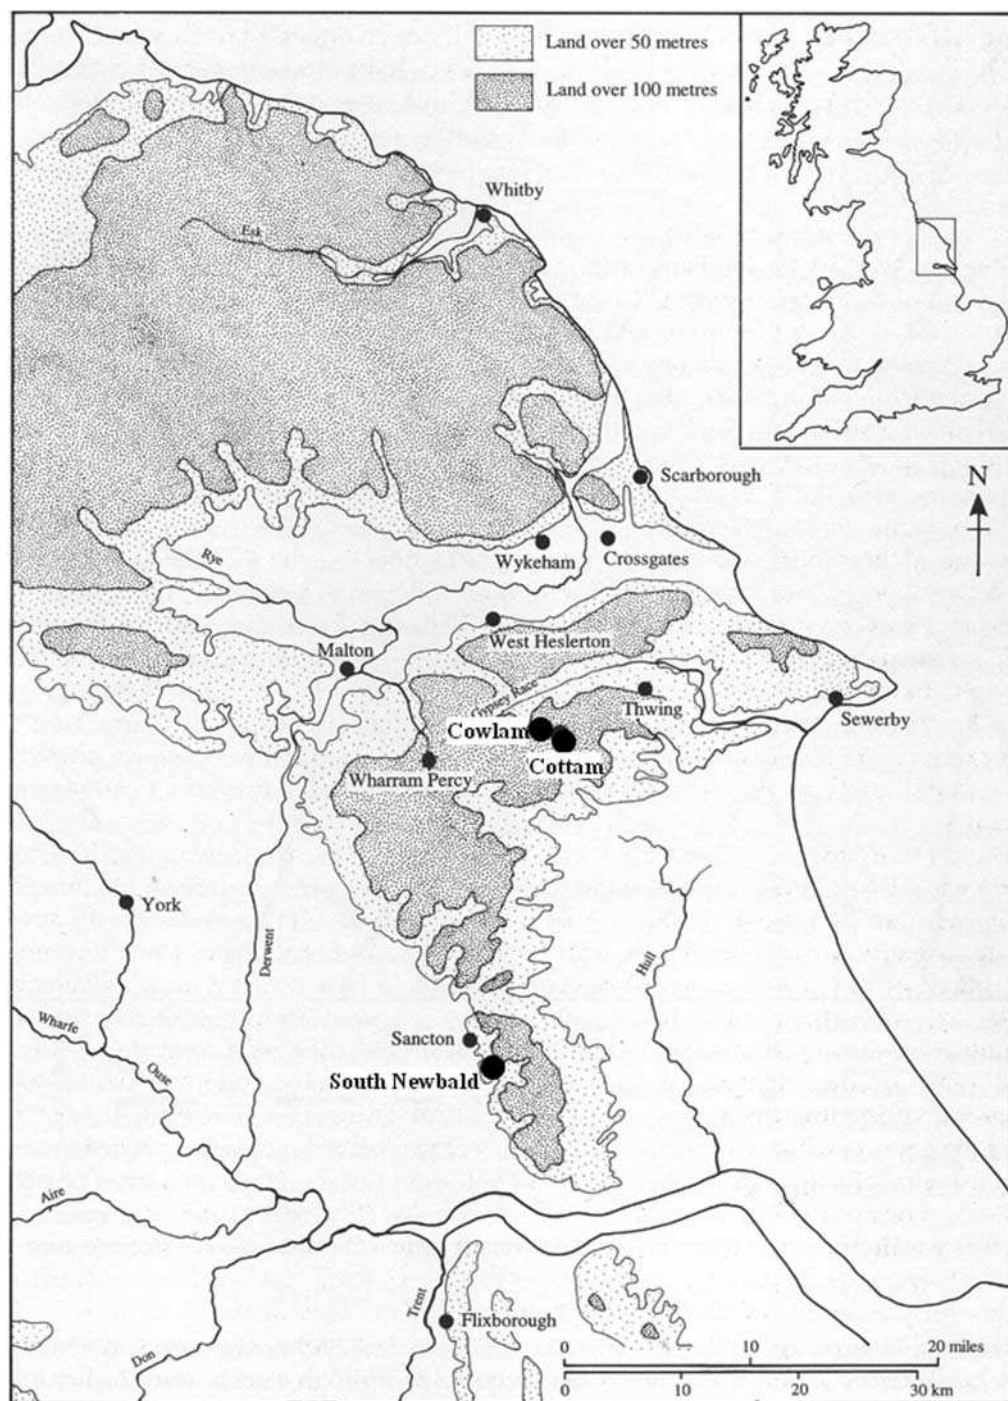 Land over 50 metres
Land over 100 metres
Whitby
Esk
Scarborough
N
Rye
Wykeham
Crossgates
West Heslerton
Malton
Gypsey Race
Thwing
Sewerby
Cowlam
Cottam
Wharram Percy
York
Derwent
Hull
Wharfe
Ouse
Sancton
South Newbald
Aire
Trent
Flixborough
Don
0 10 20 miles
0 10 20 30 km